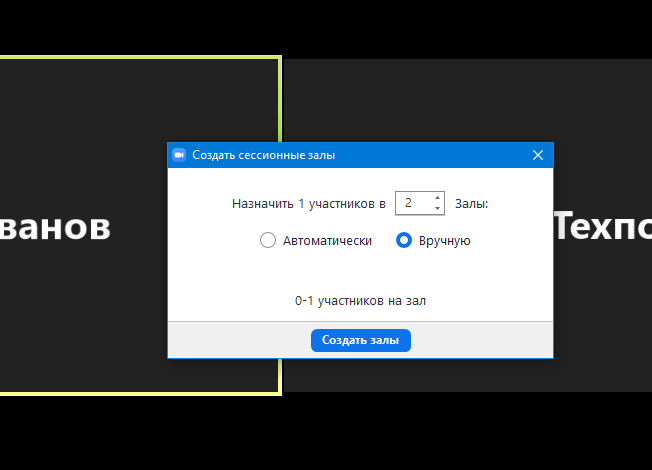 Создать сессионные залы
Назначить 1 участников в 2 Залы:
ванов
Техпо
Автоматически Вручную
0-1 участников на зал
Создать залы